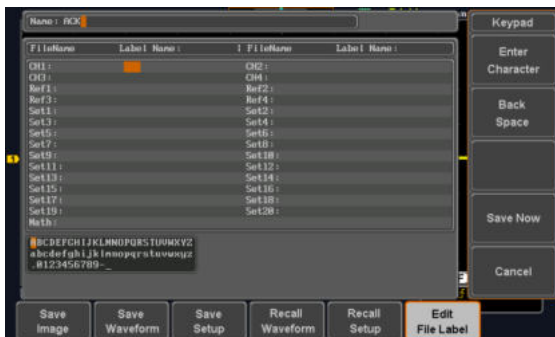 Name: ACK
Keypad
FileName Label Name: | FileName Label Name:
Enter
Character
CH1: CH2:
CH3: CH4:
Ref1: Ref2:
Ref3: Ref4:
Back
Space
Set1: Set2:
Set3: Set4:
Set5: Set6:
Set7: Set8:
Set9: Set10:
Set11: Set12:
Set13: Set14:
Set15: Set16:
Set17: Set18:
Set19: Set20:
Math:
Save Now
ABCDEFGHIJKLMNOPQRSTUVWXYZ
abcdefghijklmnopqrstuvwxyz
.0123456789-_
Cancel
Save
Image
Save
Waveform
Save
Setup
Recall
Waveform
Recall
Setup
Edit
File Label